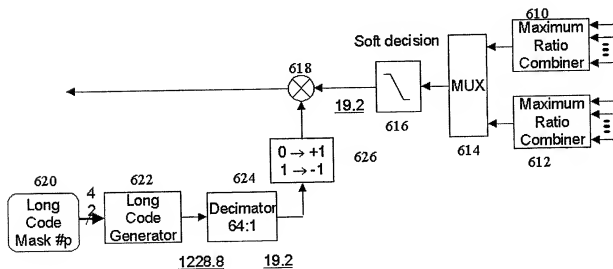 610
Maximum
Ratio
Combiner
Soft decision
618
MUX
19.2
616
614
Maximum
Ratio
Combiner
612
0 → +1
1 → -1
626
620
4
2
622
624
Long
Code
Mask #p
Long
Code
Generator
Decimator
64:1
1228.8
19.2